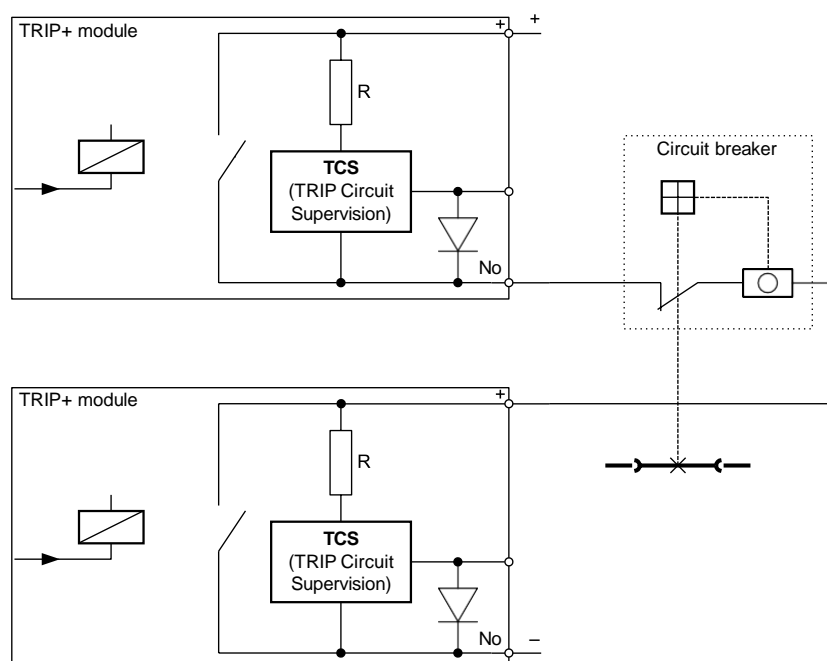 TRIP+ module
+
+
R
TCS
(TRIP Circuit
Supervision)
No
Circuit breaker
TRIP+ module
+
R
TCS
(TRIP Circuit
Supervision)
No
–